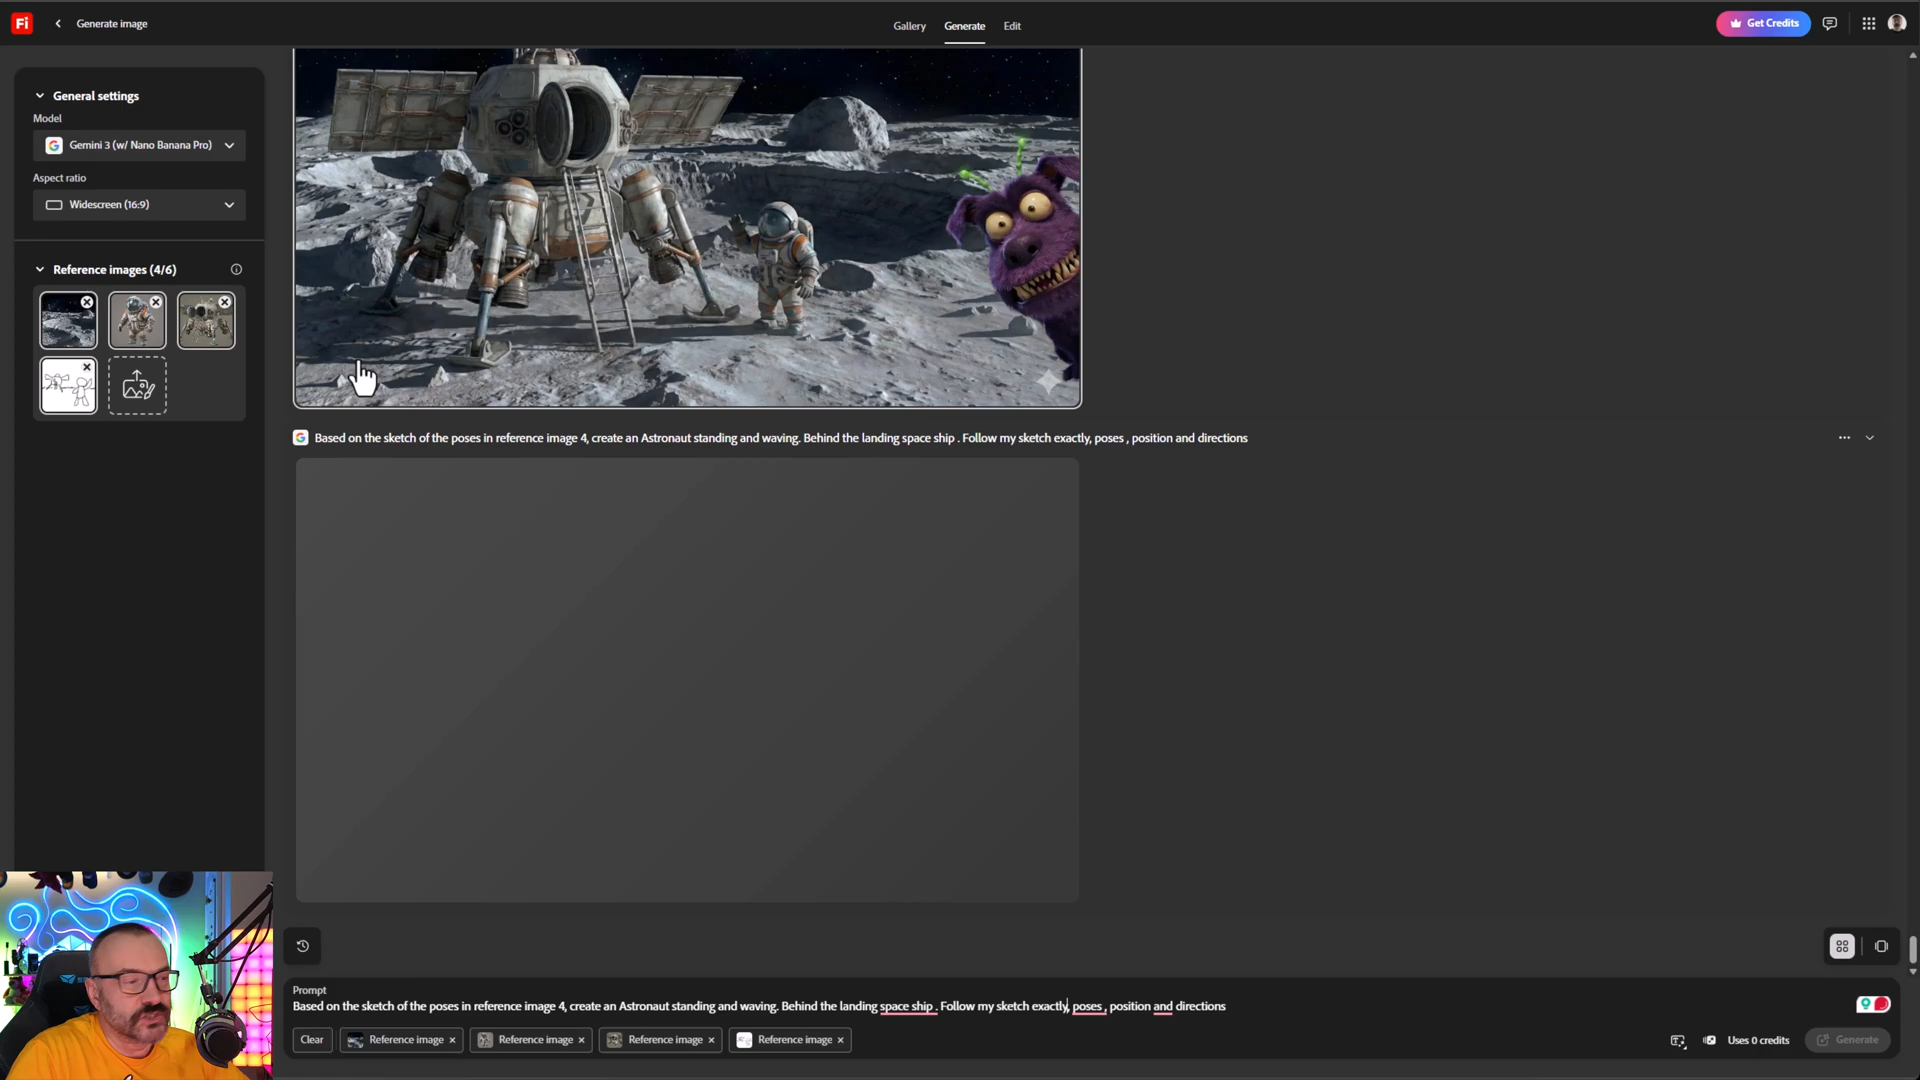 Fi
Generate image
Gallery
Generate
Edit
Get Credits
General settings
Model
Gemini 3 (w/ Nano Banana Pro)
Aspect ratio
Widescreen (16:9)
Reference images (4/6)
Based on the sketch of the poses in reference image 4, create an Astronaut standing and waving. Behind the landing space ship . Follow my sketch exactly, poses , position and directions
Prompt
Based on the sketch of the poses in reference image 4, create an Astronaut standing and waving. Behind the landing space ship . Follow my sketch exactly, poses , position and directions
Clear
Reference image
Reference image
Reference image
Reference image
Uses 0 credits
Generate